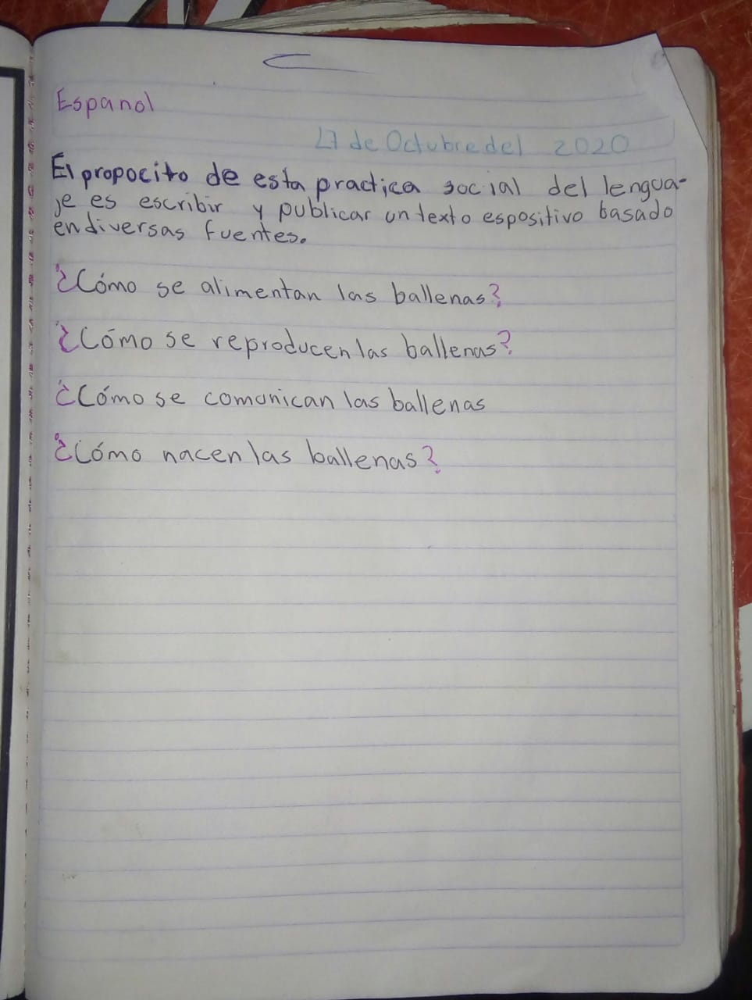 Espanol
27 de Octubre del 2020
El propocito de esta practica social del lengua-
je es escribir y publicar un texto espositivo basado
en diversas fuentes.
¿Cómo se alimentan las ballenas?
¿Cómo se reproducen las ballenas?
¿Cómo se comunican las ballenas
¿Cómo nacen las ballenas?